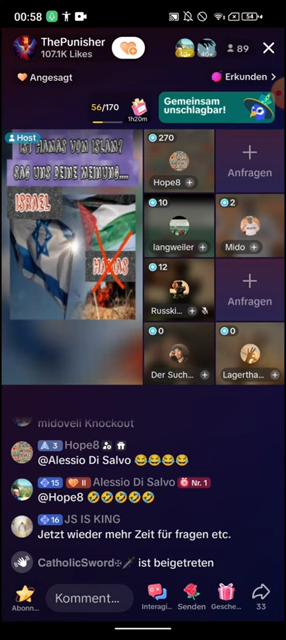 00:58
54
ThePunisher
107.1K Likes
89
Angesagt
Erkunden >
56/170
1h20m
Gemeinsam
unschlagbar!
Host
IST HAMAS VON ISLAM?
SAG UNS DEINE MEINUNG...
ISRAEL
HAMAS
270
Hope8
Anfragen
10
langweiler
2
Mido
12
Russki...
Anfragen
0
Der Such...
0
Lagertha...
midoveli Knockout
3 Hope8
@Alessio Di Salvo 😂😂😂😂
15 II Alessio Di Salvo Nr. 1
@Hope8 🤣🤣🤣🤣🤣
16 JS IS KING
Jetzt wieder mehr Zeit für fragen etc.
CatholicSword✠🗡 ist beigetreten
Abonn...
Kommentar...
Interagi...
Senden
Gesche...
33